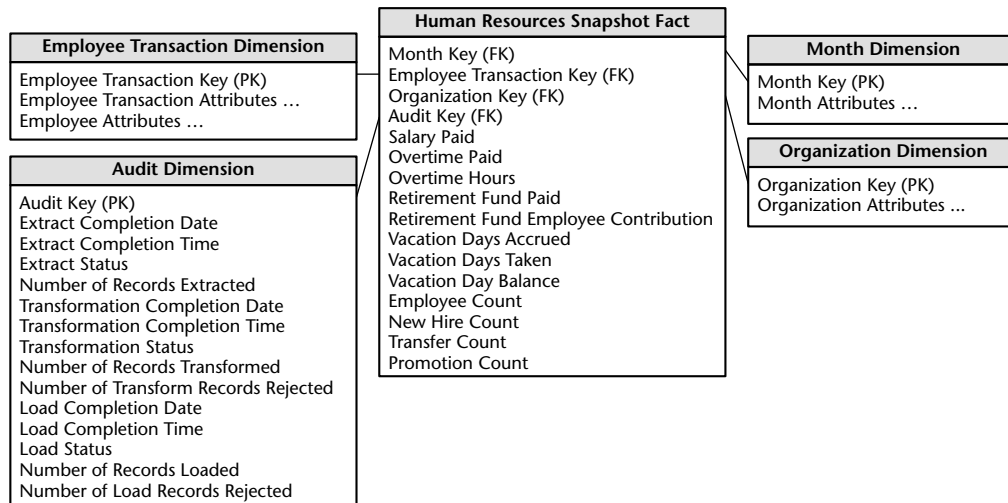 Employee Transaction Dimension
Employee Transaction Key (PK)
Employee Transaction Attributes ...
Employee Attributes ...
Audit Dimension
Audit Key (PK)
Extract Completion Date
Extract Completion Time
Extract Status
Number of Records Extracted
Transformation Completion Date
Transformation Completion Time
Transformation Status
Number of Records Transformed
Number of Transform Records Rejected
Load Completion Date
Load Completion Time
Load Status
Number of Records Loaded
Number of Load Records Rejected
Human Resources Snapshot Fact
Month Key (FK)
Employee Transaction Key (FK)
Organization Key (FK)
Audit Key (FK)
Salary Paid
Overtime Paid
Overtime Hours
Retirement Fund Paid
Retirement Fund Employee Contribution
Vacation Days Accrued
Vacation Days Taken
Vacation Day Balance
Employee Count
New Hire Count
Transfer Count
Promotion Count
Month Dimension
Month Key (PK)
Month Attributes ...
Organization Dimension
Organization Key (PK)
Organization Attributes ...